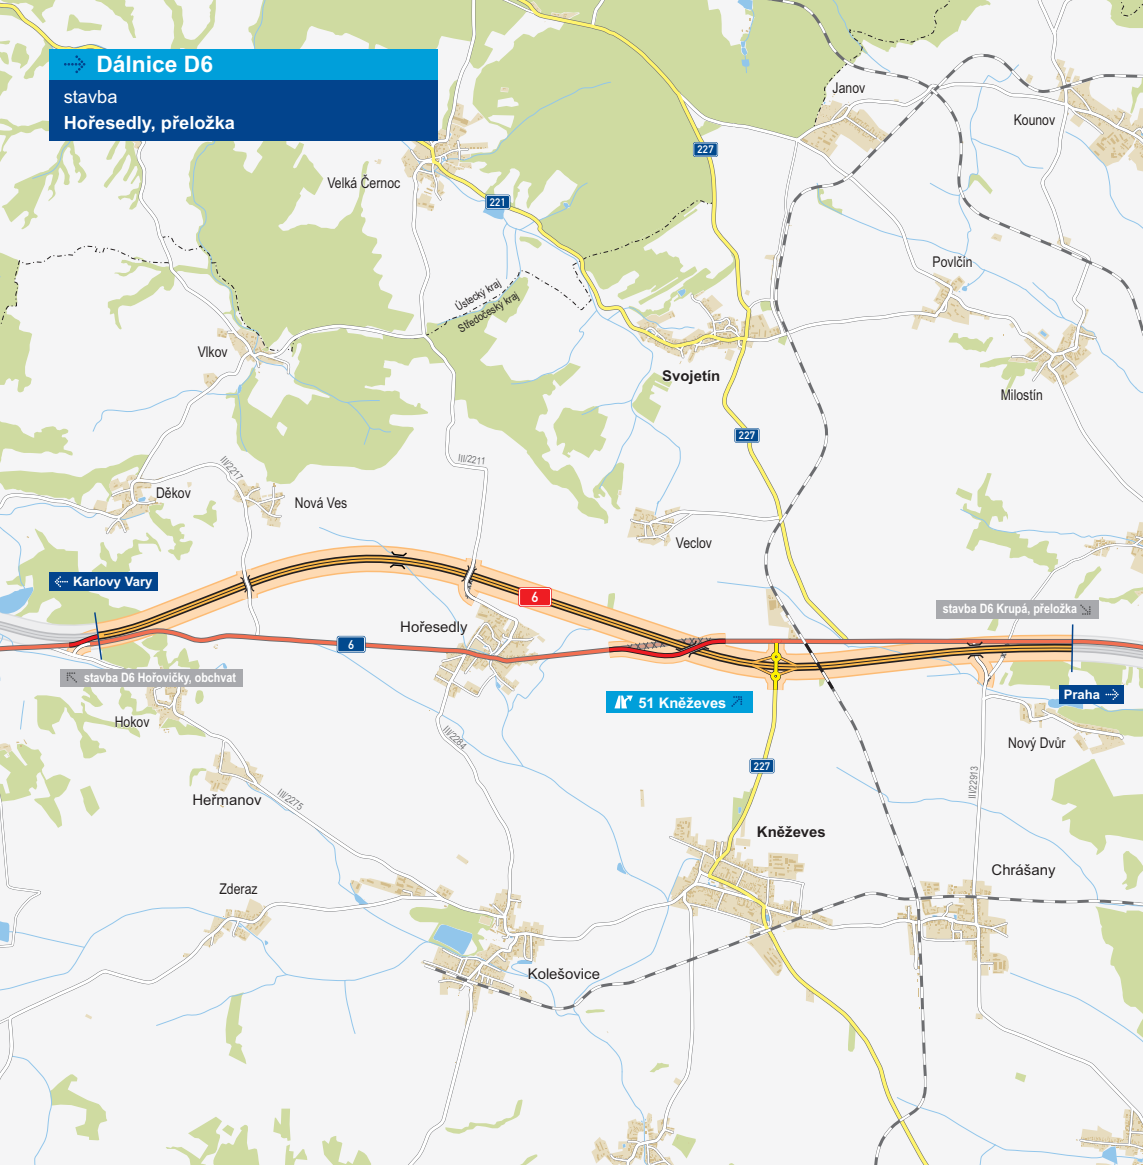 Dálnice D6
stavba
Hořesedly, přeložka
Janov
Kounov
227
Velká Černoc
221
Povlčín
Ústecký kraj
Středočeský kraj
Vlkov
Svojetín
Milostín
227
III/2211
III/2217
Děkov
Nová Ves
Veclov
Karlovy Vary
6
stavba D6 Krupá, přeložka
Hořesedly
6
XXXXX
XXXX
stavba D6 Hořovičky, obchvat
51 Kněževes
Praha
Hokov
III/2264
Nový Dvůr
227
III/22913
Heřmanov
III/2275
Kněževes
Chrášany
Zderaz
Kolešovice